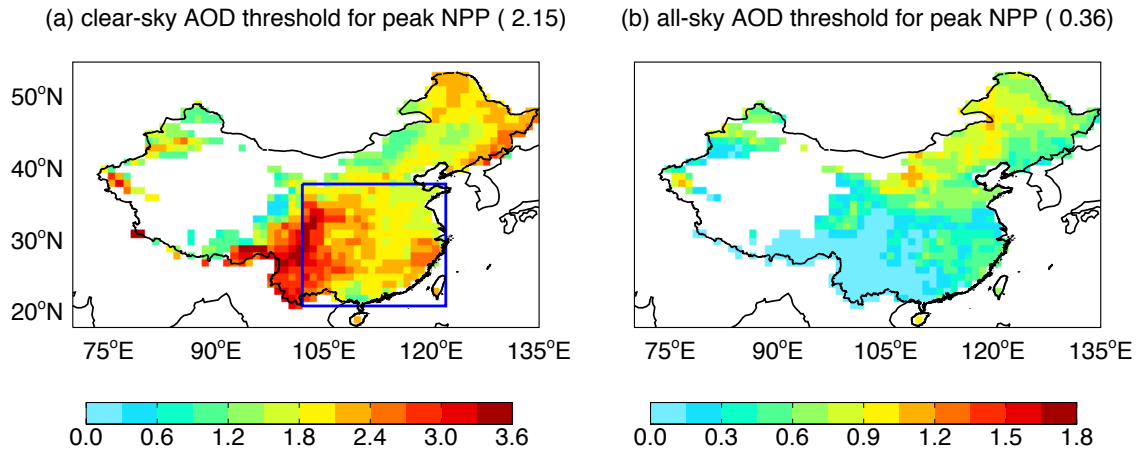 (a) clear-sky AOD threshold for peak NPP ( 2.15)
(b) all-sky AOD threshold for peak NPP ( 0.36)
50°N
40°N
30°N
20°N
75°E 90°E 105°E 120°E 135°E
75°E 90°E 105°E 120°E 135°E
0.0 0.6 1.2 1.8 2.4 3.0 3.6
0.0 0.3 0.6 0.9 1.2 1.5 1.8